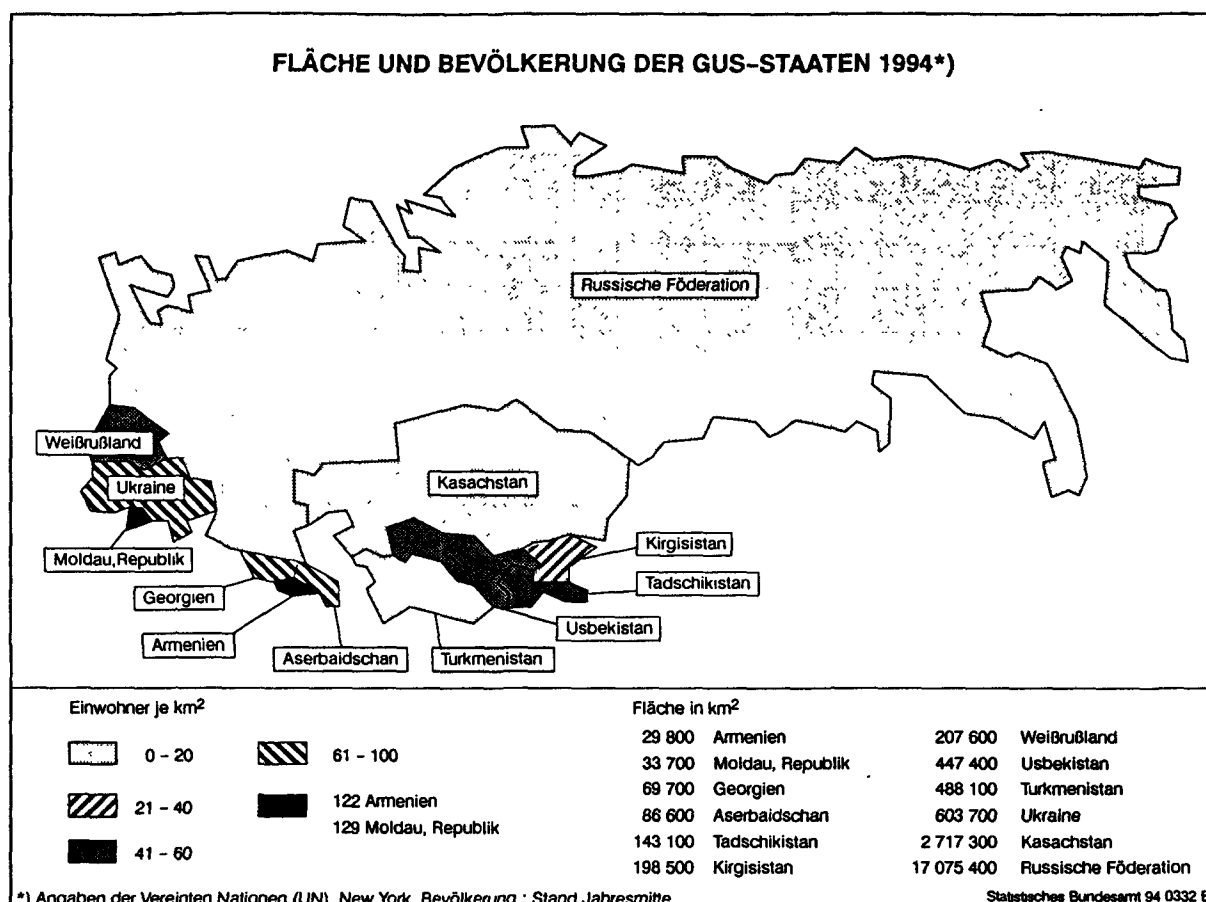 FLÄCHE UND BEVÖLKERUNG DER GUS-STAATEN 1994*)
Russische Föderation
Weißrußland
Ukraine
Kasachstan
Moldau, Republik
Kirgisistan
Georgien
Tadschikistan
Armenien
Usbekistan
Aserbaidschan
Turkmenistan
Einwohner je km²
0 – 20
61 – 100
21 – 40
122 Armenien
129 Moldau, Republik
41 – 60
Fläche in km²
29 800 Armenien
33 700 Moldau, Republik
69 700 Georgien
86 600 Aserbaidschan
143 100 Tadschikistan
198 500 Kirgisistan
207 600 Weißrußland
447 400 Usbekistan
488 100 Turkmenistan
603 700 Ukraine
2 717 300 Kasachstan
17 075 400 Russische Föderation
*) Angaben der Vereinten Nationen (UN), New York, Bevölkerung : Stand Jahresmitte
Statistisches Bundesamt 94 0332 B